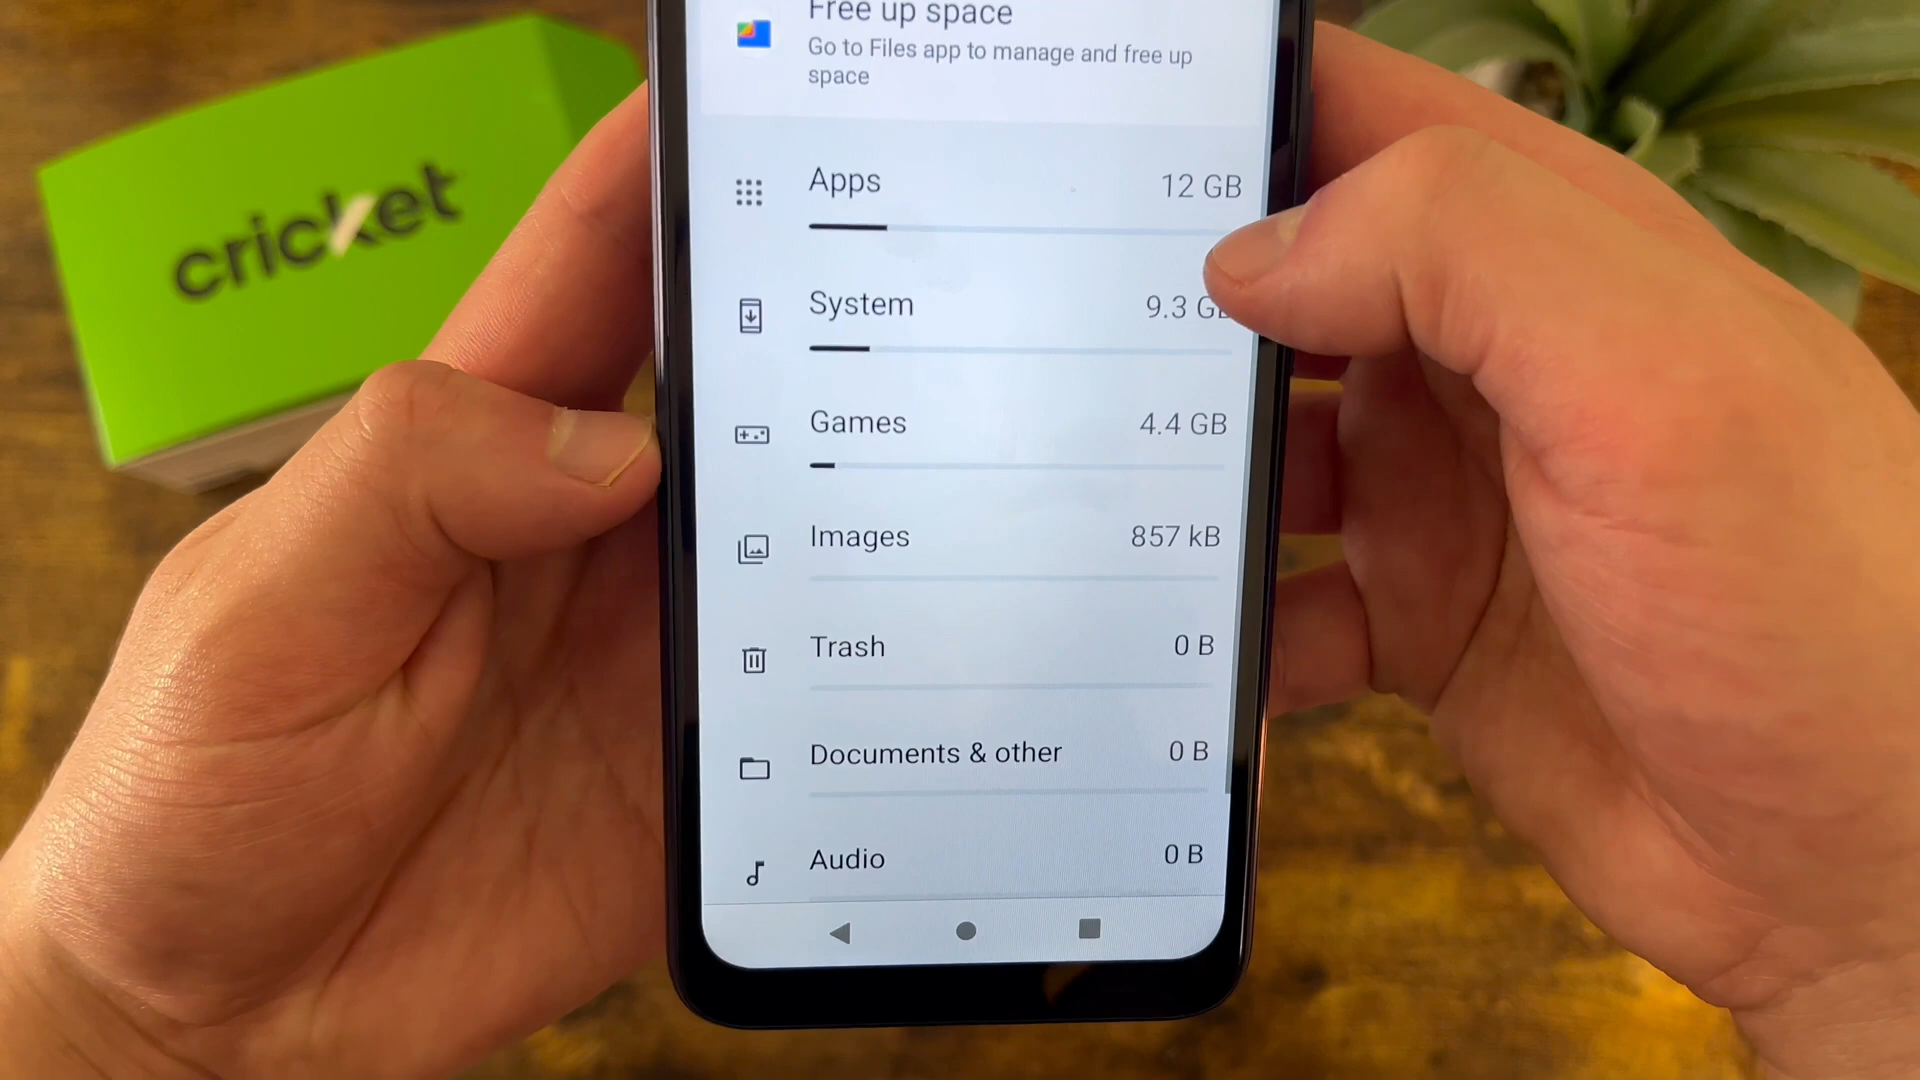 cricket
Free up space
Go to Files app to manage and free up
space
Apps 12 GB
System 9.3 GB
Games 4.4 GB
Images 857 kB
Trash 0 B
Documents & other 0 B
Audio 0 B